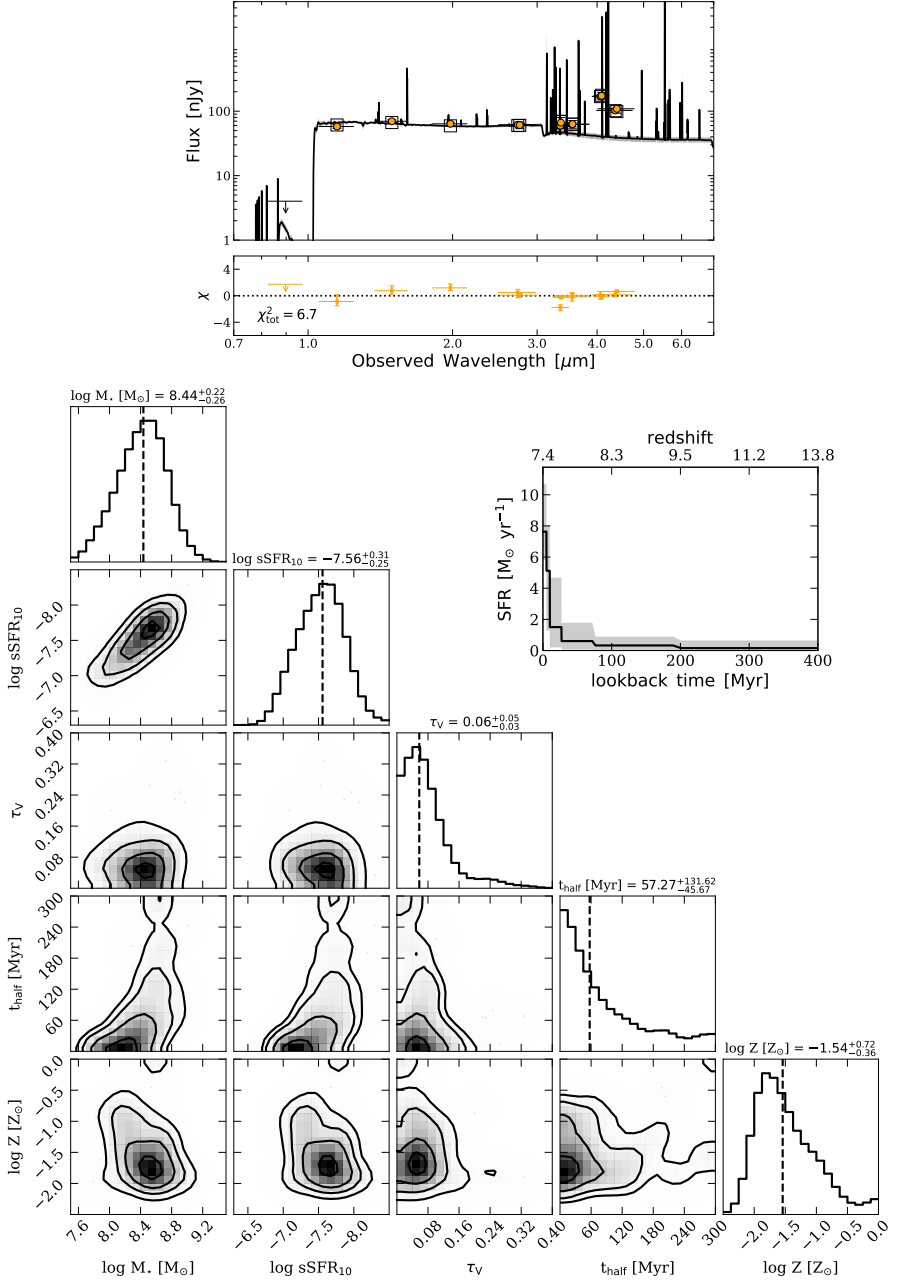 Flux [nJy]
100
10
1
χ
4
0
−4
χ²tot = 6.7
0.7 1.0 2.0 3.0 4.0 5.0 6.0
Observed Wavelength [μm]
log M⋆ [M⊙] = 8.44 +0.22 −0.26
redshift
7.4 8.3 9.5 11.2 13.8
SFR [M⊙ yr−1]
10
8
6
4
2
0
0 100 200 300 400
lookback time [Myr]
log sSFR10 = −7.56 +0.31 −0.25
log sSFR10
−8.0
−7.5
−7.0
−6.5
τV = 0.06 +0.05 −0.03
τV
0.40
0.32
0.24
0.16
0.08
thalf [Myr] = 57.27 +131.62 −45.67
thalf [Myr]
300
240
180
120
60
log Z [Z⊙] = −1.54 +0.72 −0.36
log Z [Z⊙]
0.0
−0.5
−1.0
−1.5
−2.0
7.6 8.0 8.4 8.8 9.2
−6.5 −7.0 −7.5 −8.0
0.08 0.16 0.24 0.32 0.40
60 120 180 240 300
−2.0 −1.5 −1.0 −0.5 0.0
log M⋆ [M⊙]
log sSFR10
τV
thalf [Myr]
log Z [Z⊙]